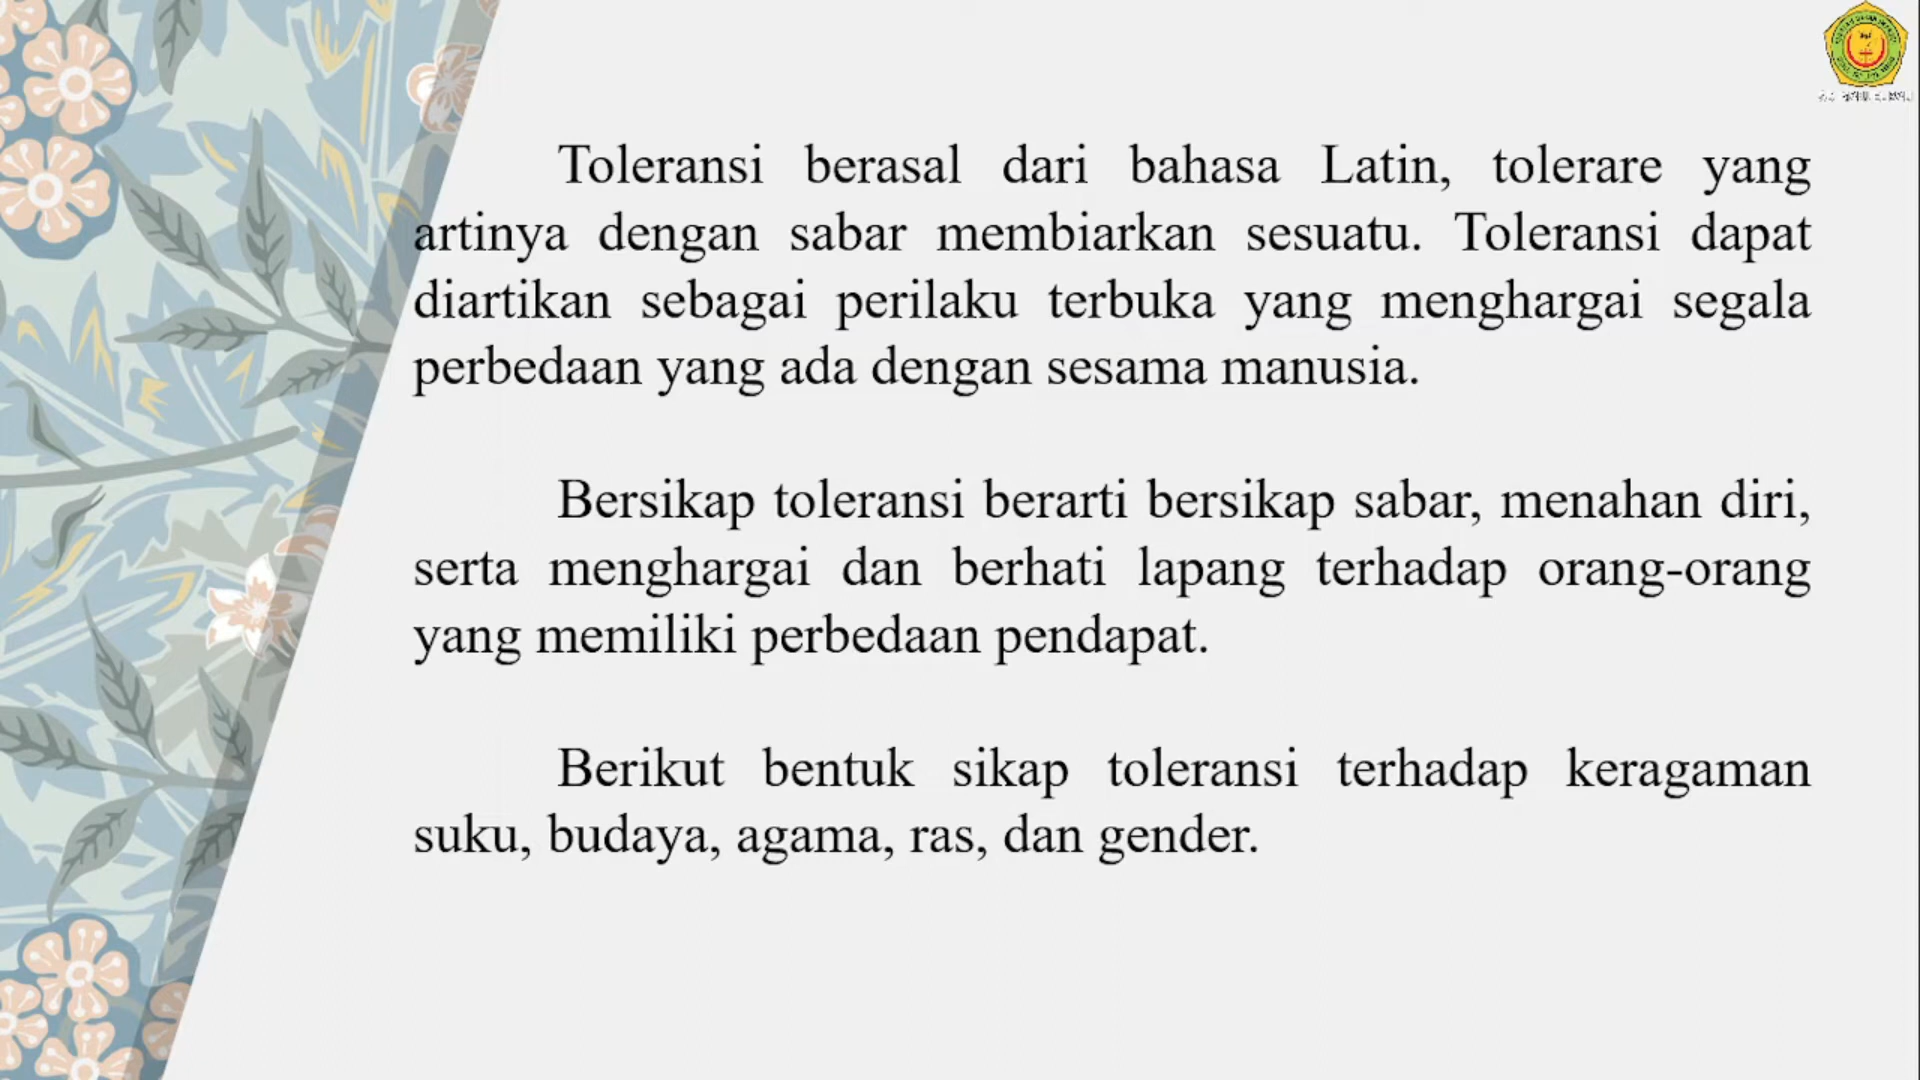 Toleransi berasal dari bahasa Latin, tolerare yang
artinya dengan sabar membiarkan sesuatu. Toleransi dapat
diartikan sebagai perilaku terbuka yang menghargai segala
perbedaan yang ada dengan sesama manusia.
Bersikap toleransi berarti bersikap sabar, menahan diri,
serta menghargai dan berhati lapang terhadap orang-orang
yang memiliki perbedaan pendapat.
Berikut bentuk sikap toleransi terhadap keragaman
suku, budaya, agama, ras, dan gender.